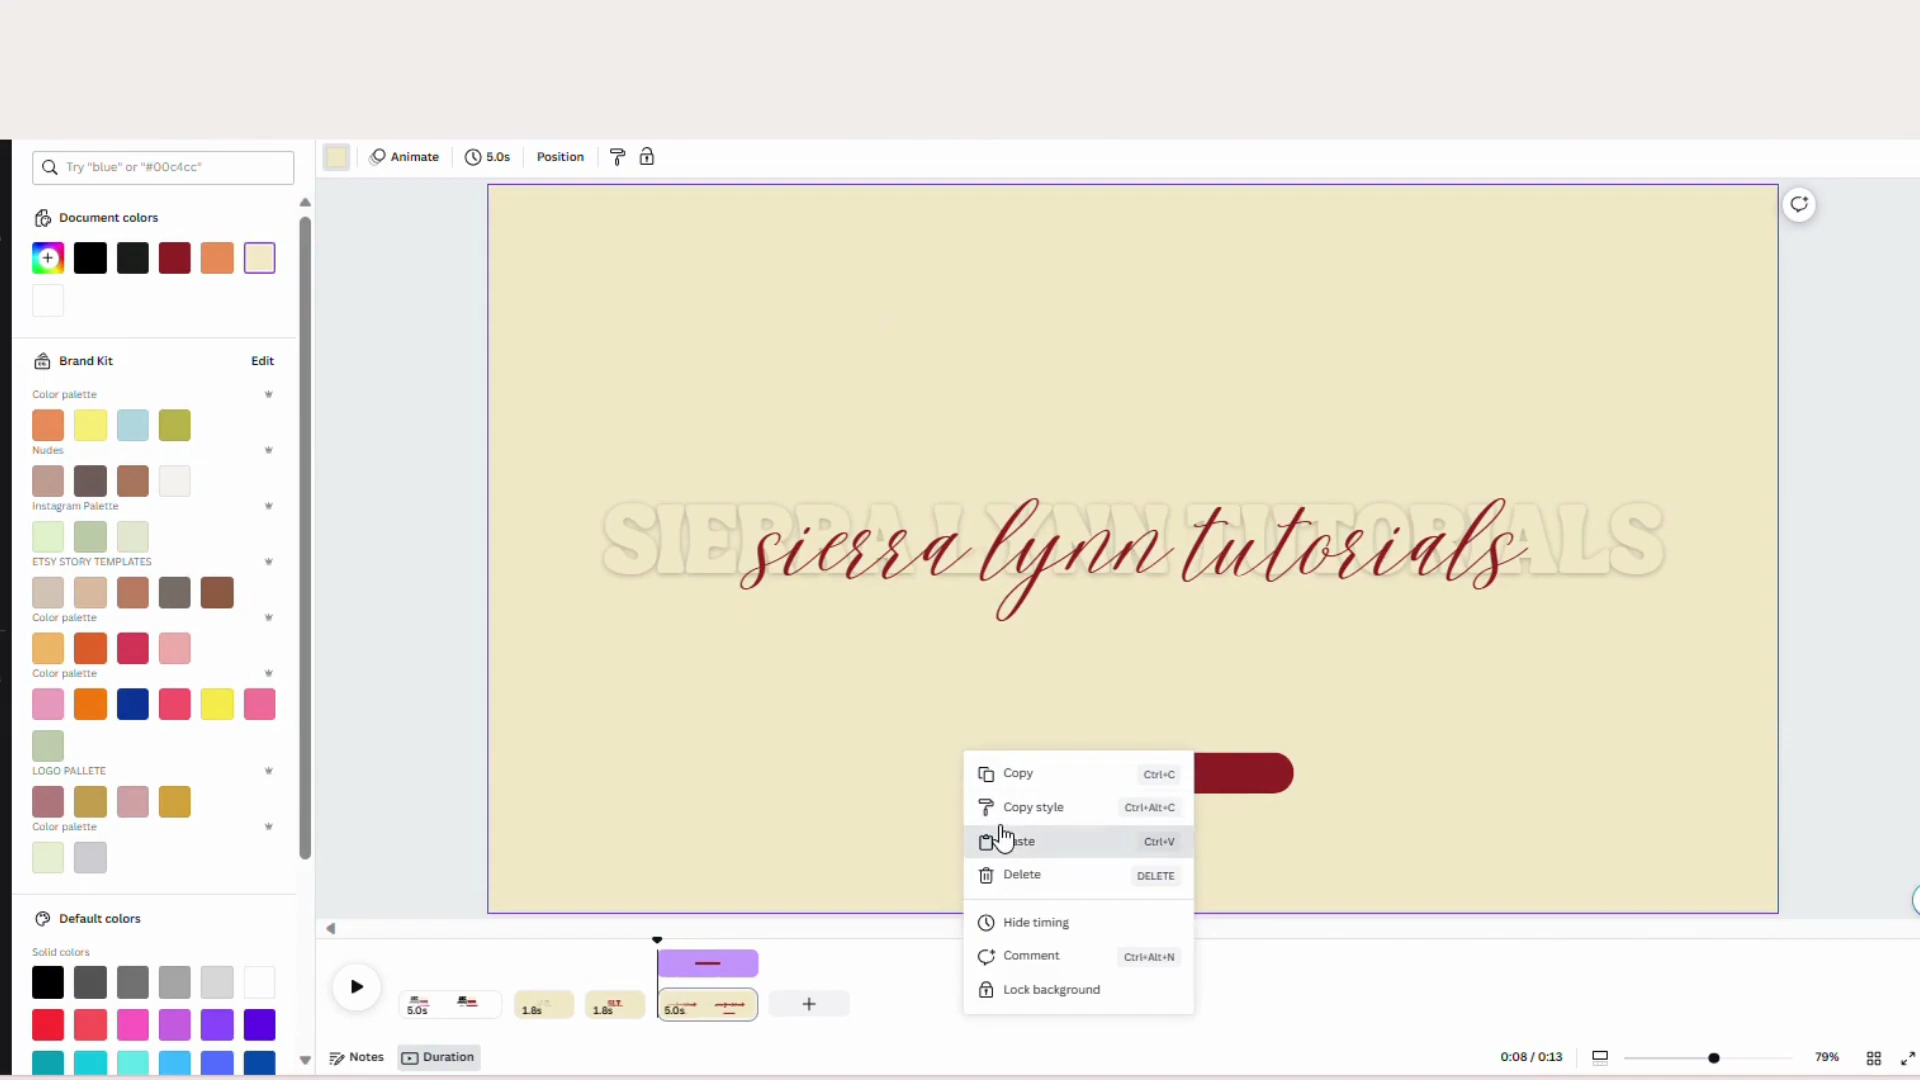 Try "blue" or "#00c4cc"
Animate
5.0s
Position
Document colors
Brand Kit
Edit
Color palette
Nudes
Instagram Palette
ETSY STORY TEMPLATES
Color palette
Color palette
LOGO PALLETE
Color palette
Default colors
Solid colors
SIERRA LYNN TUTORIALS
sierra lynn tutorials
Copy Ctrl+C
Copy style Ctrl+Alt+C
Ctrl+V
Delete DELETE
Hide timing
Comment Ctrl+Alt+N
Lock background
5.0s
1.8s
S.L.T.
1.8s
5.0s
Notes
Duration
0:08 / 0:13
79%